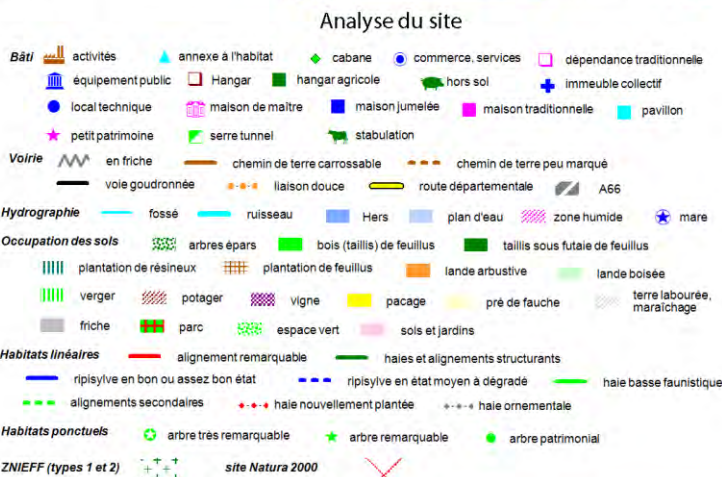 Analyse du site
Bâti activités annexe à l'habitat cabane commerce, services dépendance traditionnelle
équipement public Hangar hangar agricole hors sol immeuble collectif
local technique maison de maître maison jumelée maison traditionnelle pavillon
petit patrimoine serre tunnel stabulation
Voirie en friche chemin de terre carrossable chemin de terre peu marqué
voie goudronnée liaison douce route départementale A66
Hydrographie fossé ruisseau Hers plan d'eau zone humide mare
Occupation des sols arbres épars bois (taillis) de feuillus taillis sous futaie de feuillus
plantation de résineux plantation de feuillus lande arbustive lande boisée
verger potager vigne pacage prè de fauche terre labourée,
maraîchage
friche parc espace vert sols et jardins
Habitats linéaires alignement remarquable haies et alignements structurants
ripisylve en bon ou assez bon état ripisylve en état moyen à dégradé haie basse faunistique
alignements secondaires haie nouvellement plantée haie ornementale
Habitats ponctuels arbre très remarquable arbre remarquable arbre patrimonial
ZNIEFF (types 1 et 2) site Natura 2000